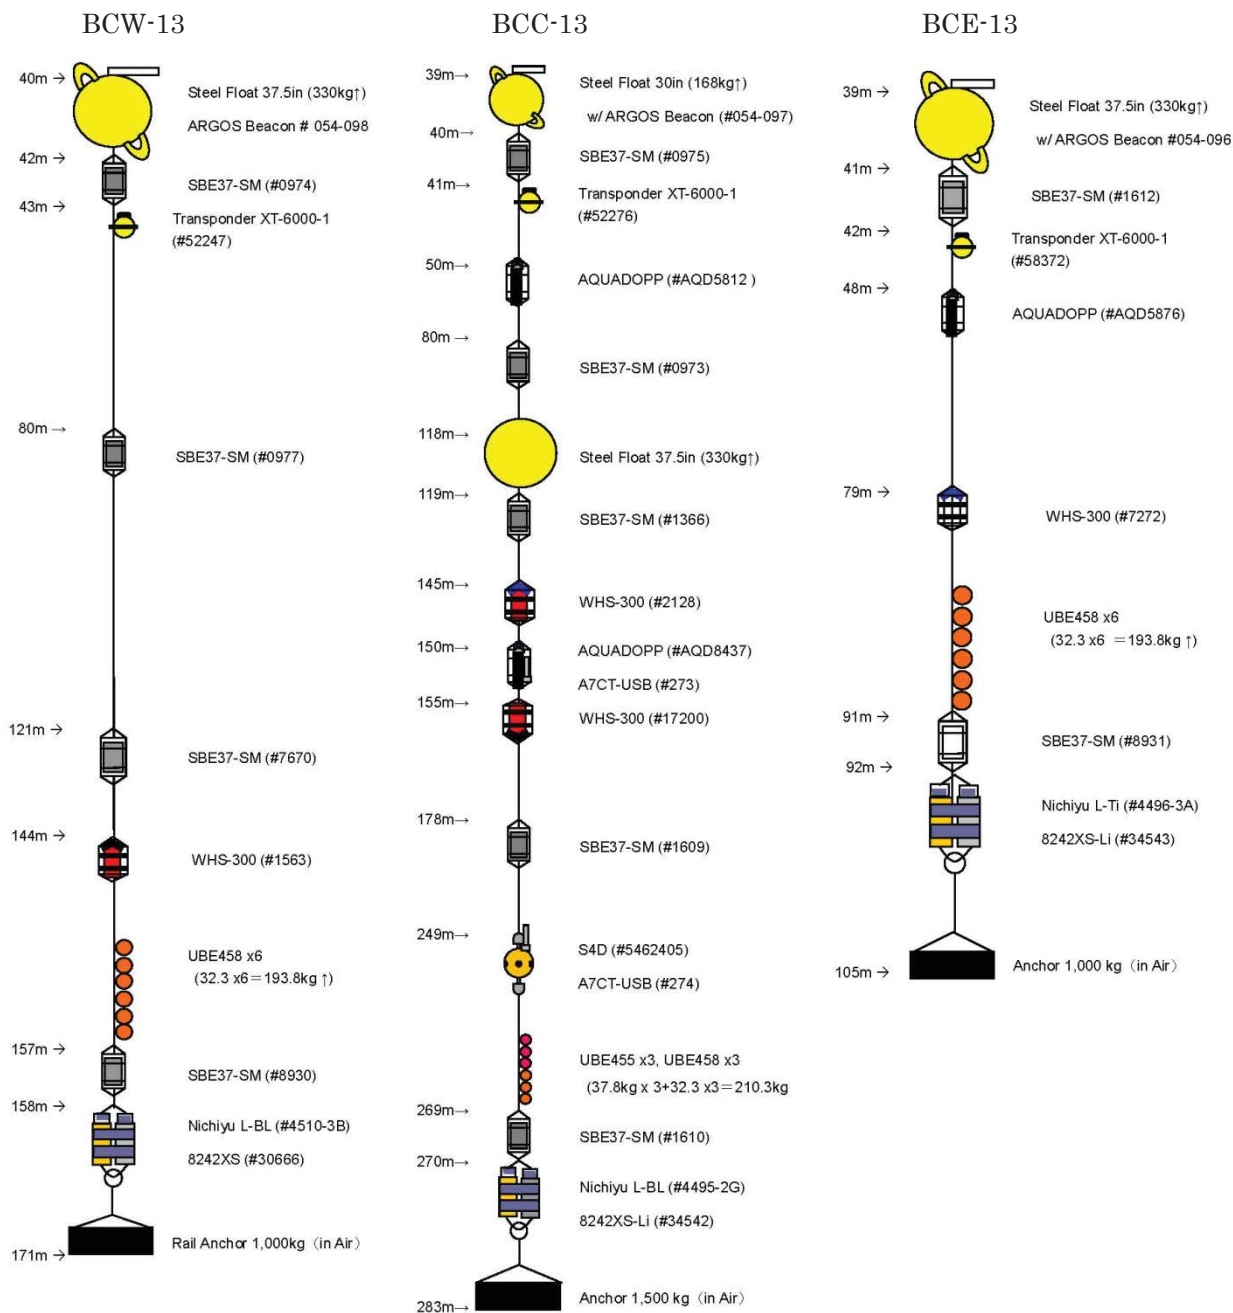 BCW-13
40m →
Steel Float 37.5in (330kg↑)
ARGOS Beacon # 054-098
42m →
SBE37-SM (#0974)
43m →
Transponder XT-6000-1
(#52247)
80m →
SBE37-SM (#0977)
121m →
SBE37-SM (#7670)
144m →
WHS-300 (#1563)
UBE458 x6
(32.3 x6＝193.8kg ↑)
157m →
SBE37-SM (#8930)
158m →
Nichiyu L-BL (#4510-3B)
8242XS (#30666)
Rail Anchor 1,000kg（in Air）
171m →
BCC-13
39m→
Steel Float 30in (168kg↑)
w/ ARGOS Beacon (#054-097)
40m→
SBE37-SM (#0975)
41m→
Transponder XT-6000-1
(#52276)
50m→
AQUADOPP (#AQD5812 )
80m→
SBE37-SM (#0973)
118m→
Steel Float 37.5in (330kg↑)
119m→
SBE37-SM (#1366)
145m→
WHS-300 (#2128)
150m→
AQUADOPP (#AQD8437)
A7CT-USB (#273)
155m→
WHS-300 (#17200)
178m→
SBE37-SM (#1609)
249m→
S4D (#5462405)
A7CT-USB (#274)
UBE455 x3, UBE458 x3
(37.8kg x 3+32.3 x3＝210.3kg
269m→
SBE37-SM (#1610)
270m→
Nichiyu L-BL (#4495-2G)
8242XS-Li (#34542)
Anchor 1,500 kg（in Air）
283m→
BCE-13
39m →
Steel Float 37.5in (330kg↑)
w/ ARGOS Beacon #054-096
41m →
SBE37-SM (#1612)
42m →
Transponder XT-6000-1
(#58372)
48m →
AQUADOPP (#AQD5876)
79m →
WHS-300 (#7272)
UBE458 x6
(32.3 x6 ＝193.8kg ↑)
91m →
SBE37-SM (#8931)
92m →
Nichiyu L-Ti (#4496-3A)
8242XS-Li (#34543)
Anchor 1,000 kg（in Air）
105m →